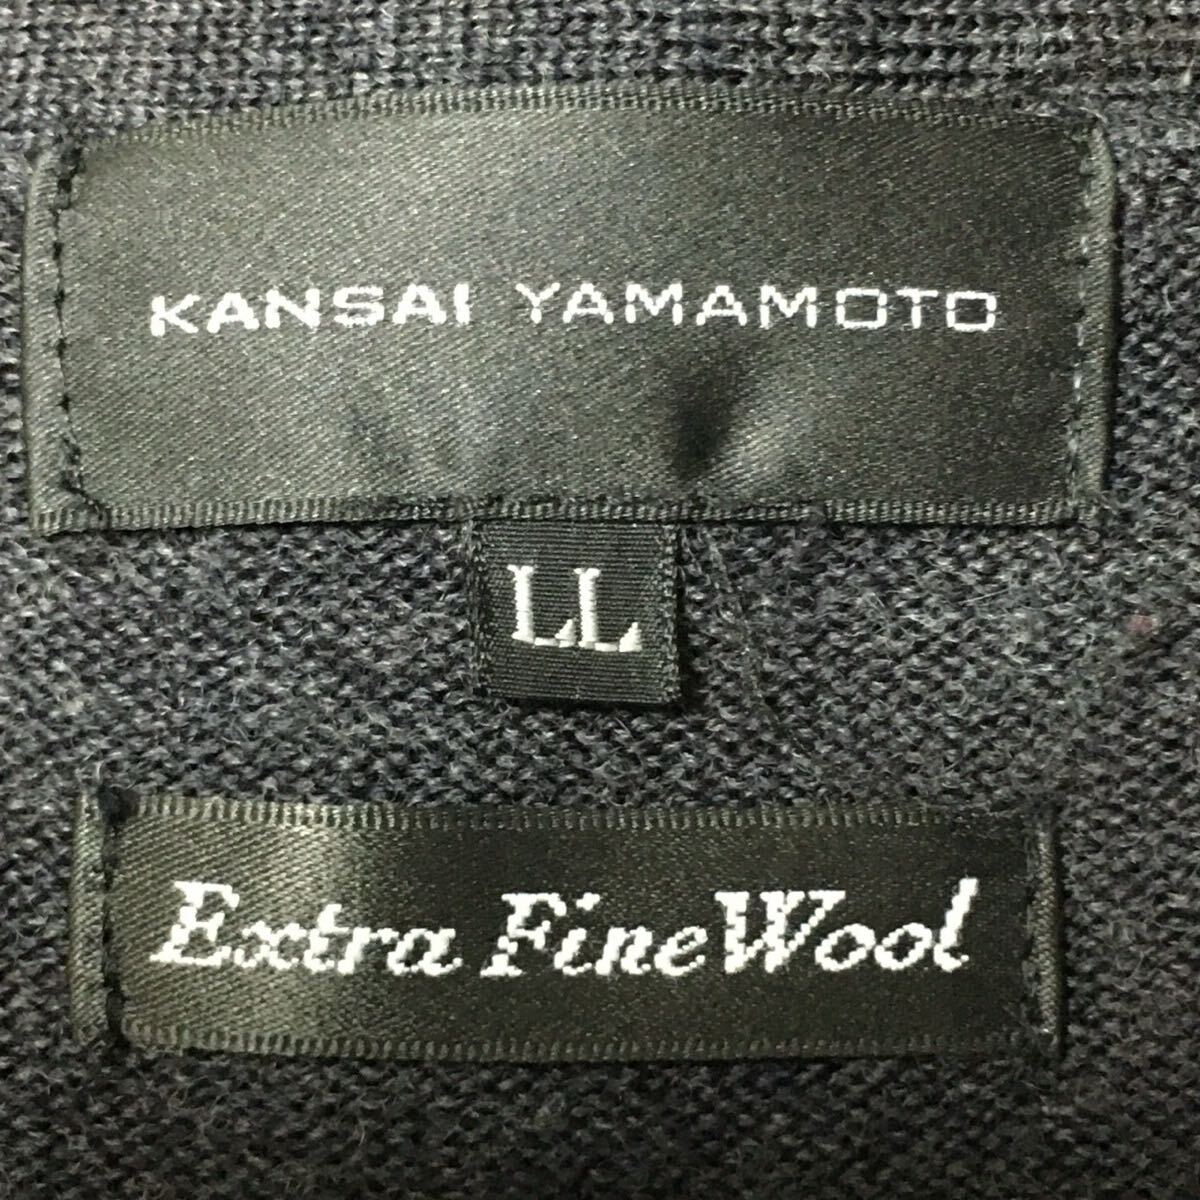 KANSAI YAMAMOTO
LL
Extra Fine Wool